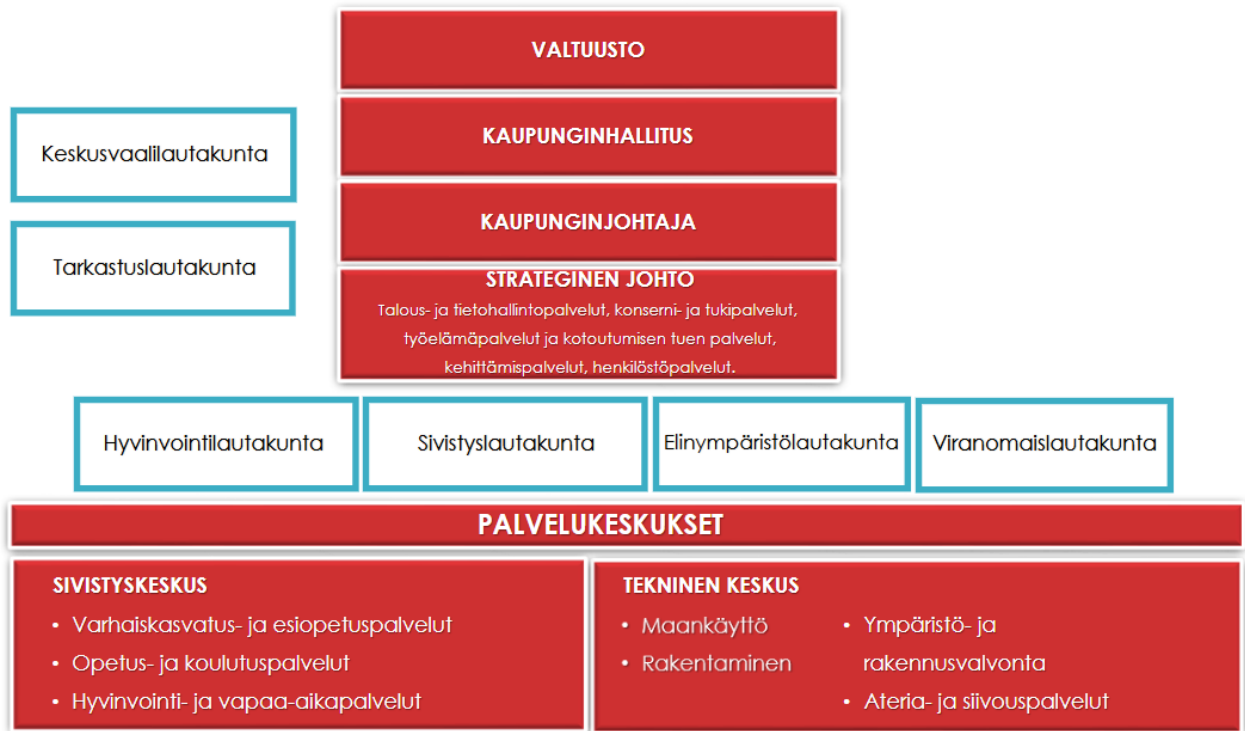 VALTUUSTO
KAUPUNGINHALLITUS
Keskusvaalilautakunta
KAUPUNGINJOHTAJA
Tarkastuslautakunta
STRATEGINEN JOHTO
Talous- ja tietohallintopalvelut, konserni- ja tukipalvelut,
työelämäpalvelut ja kotoutumisen tuen palvelut,
kehittämispalvelut, henkilöstöpalvelut.
Hyvinvointilautakunta
Sivistyslautakunta
Elinympäristölautakunta
Viranomaislautakunta
PALVELUKESKUKSET
SIVISTYSKESKUS
• Varhaiskasvatus- ja esiopetuspalvelut
• Opetus- ja koulutuspalvelut
• Hyvinvointi- ja vapaa-aikapalvelut
TEKNINEN KESKUS
• Maankäyttö
• Rakentaminen
• Ympäristö- ja
rakennusvalvonta
• Ateria- ja siivouspalvelut